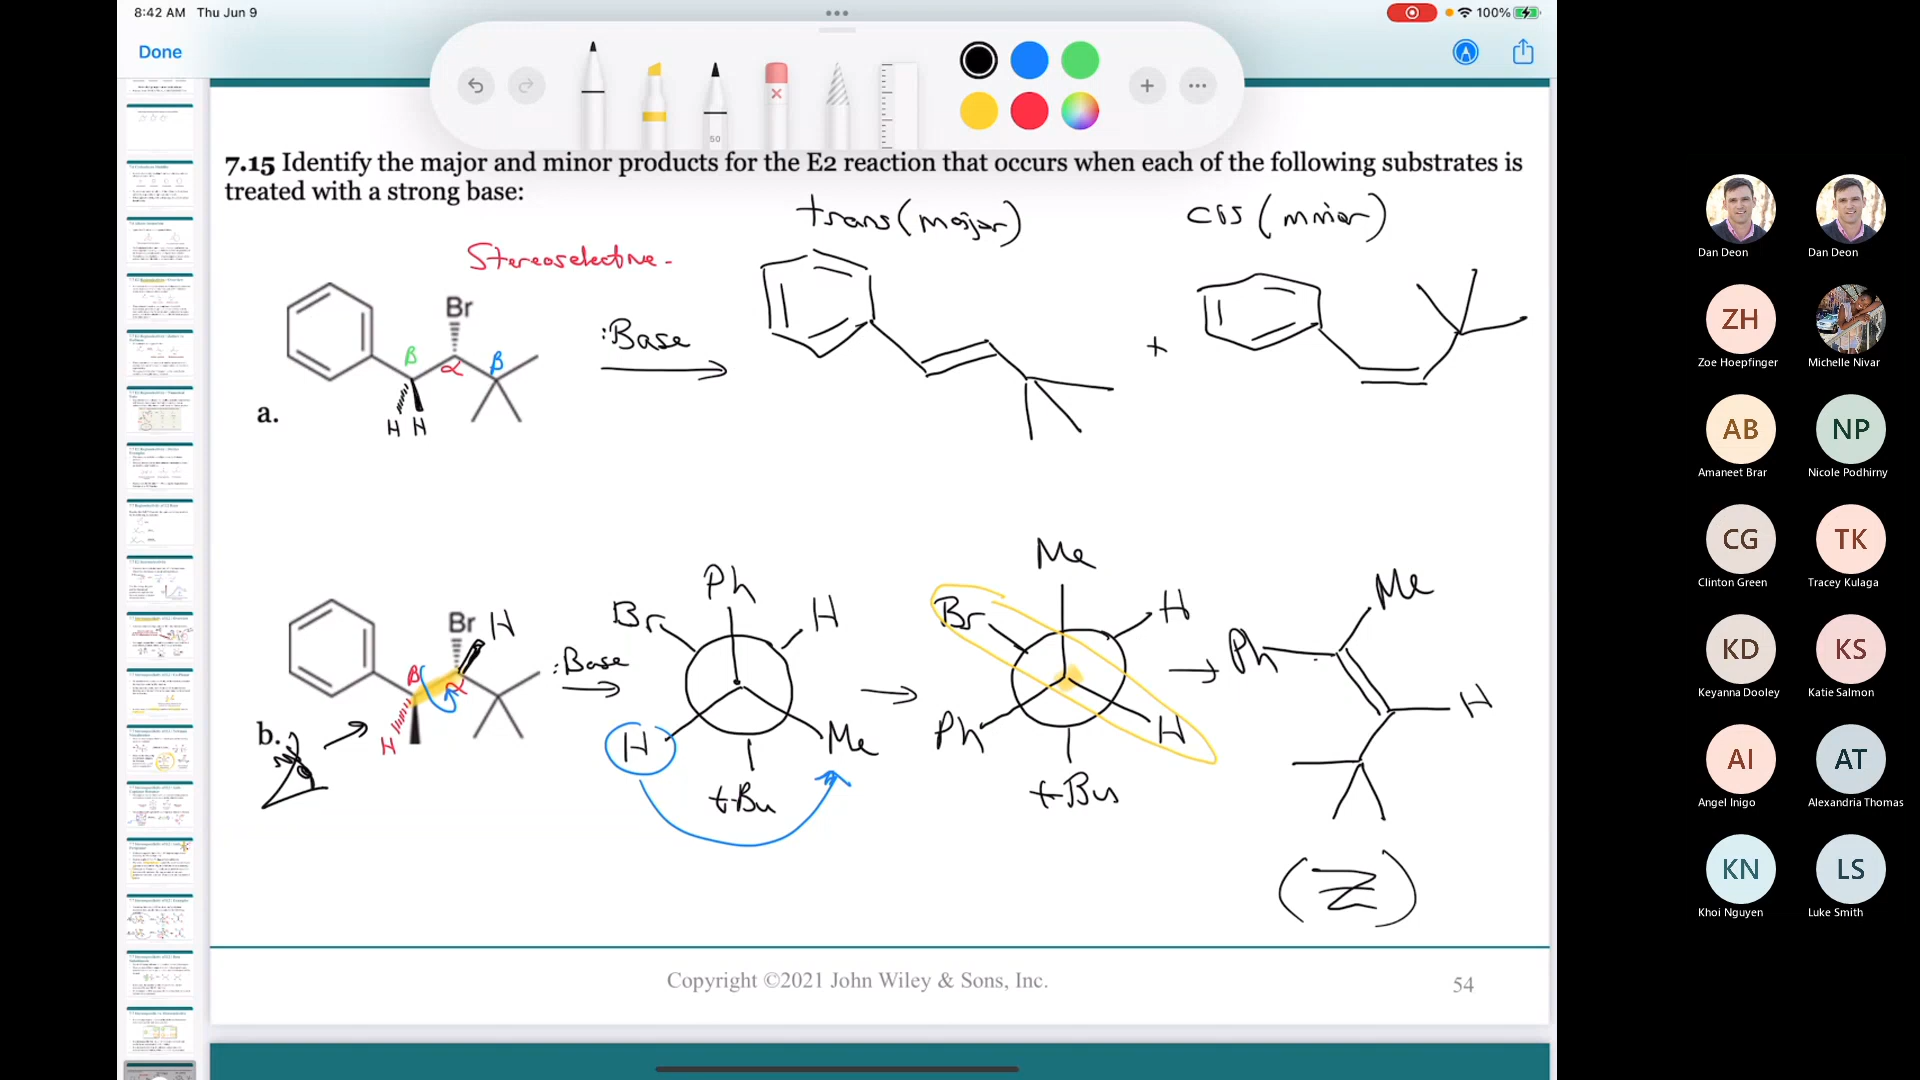 8:42 AM Thu Jun 9
100%
Done
50
7.15 Identify the major and minor products for the E2 reaction that occurs when each of the following substrates is
treated with a strong base:
trans (major)
cis (minor)
Stereoselective.
Br
β
α
β
:Base
+
H H
a.
Br
H
β
α
H
:Base
b.
Ph
Br
H
H
Me
t-Bu
Me
Br
H
Ph
H
t-Bu
Me
Ph
H
(Z)
Copyright ©2021 John Wiley & Sons, Inc.
54
Dan Deon
Dan Deon
ZH
Zoe Hoepfinger
Michelle Nivar
AB
Amaneet Brar
NP
Nicole Podhirny
CG
Clinton Green
TK
Tracey Kulaga
KD
Keyanna Dooley
KS
Katie Salmon
AI
Angel Inigo
AT
Alexandria Thomas
KN
Khoi Nguyen
LS
Luke Smith